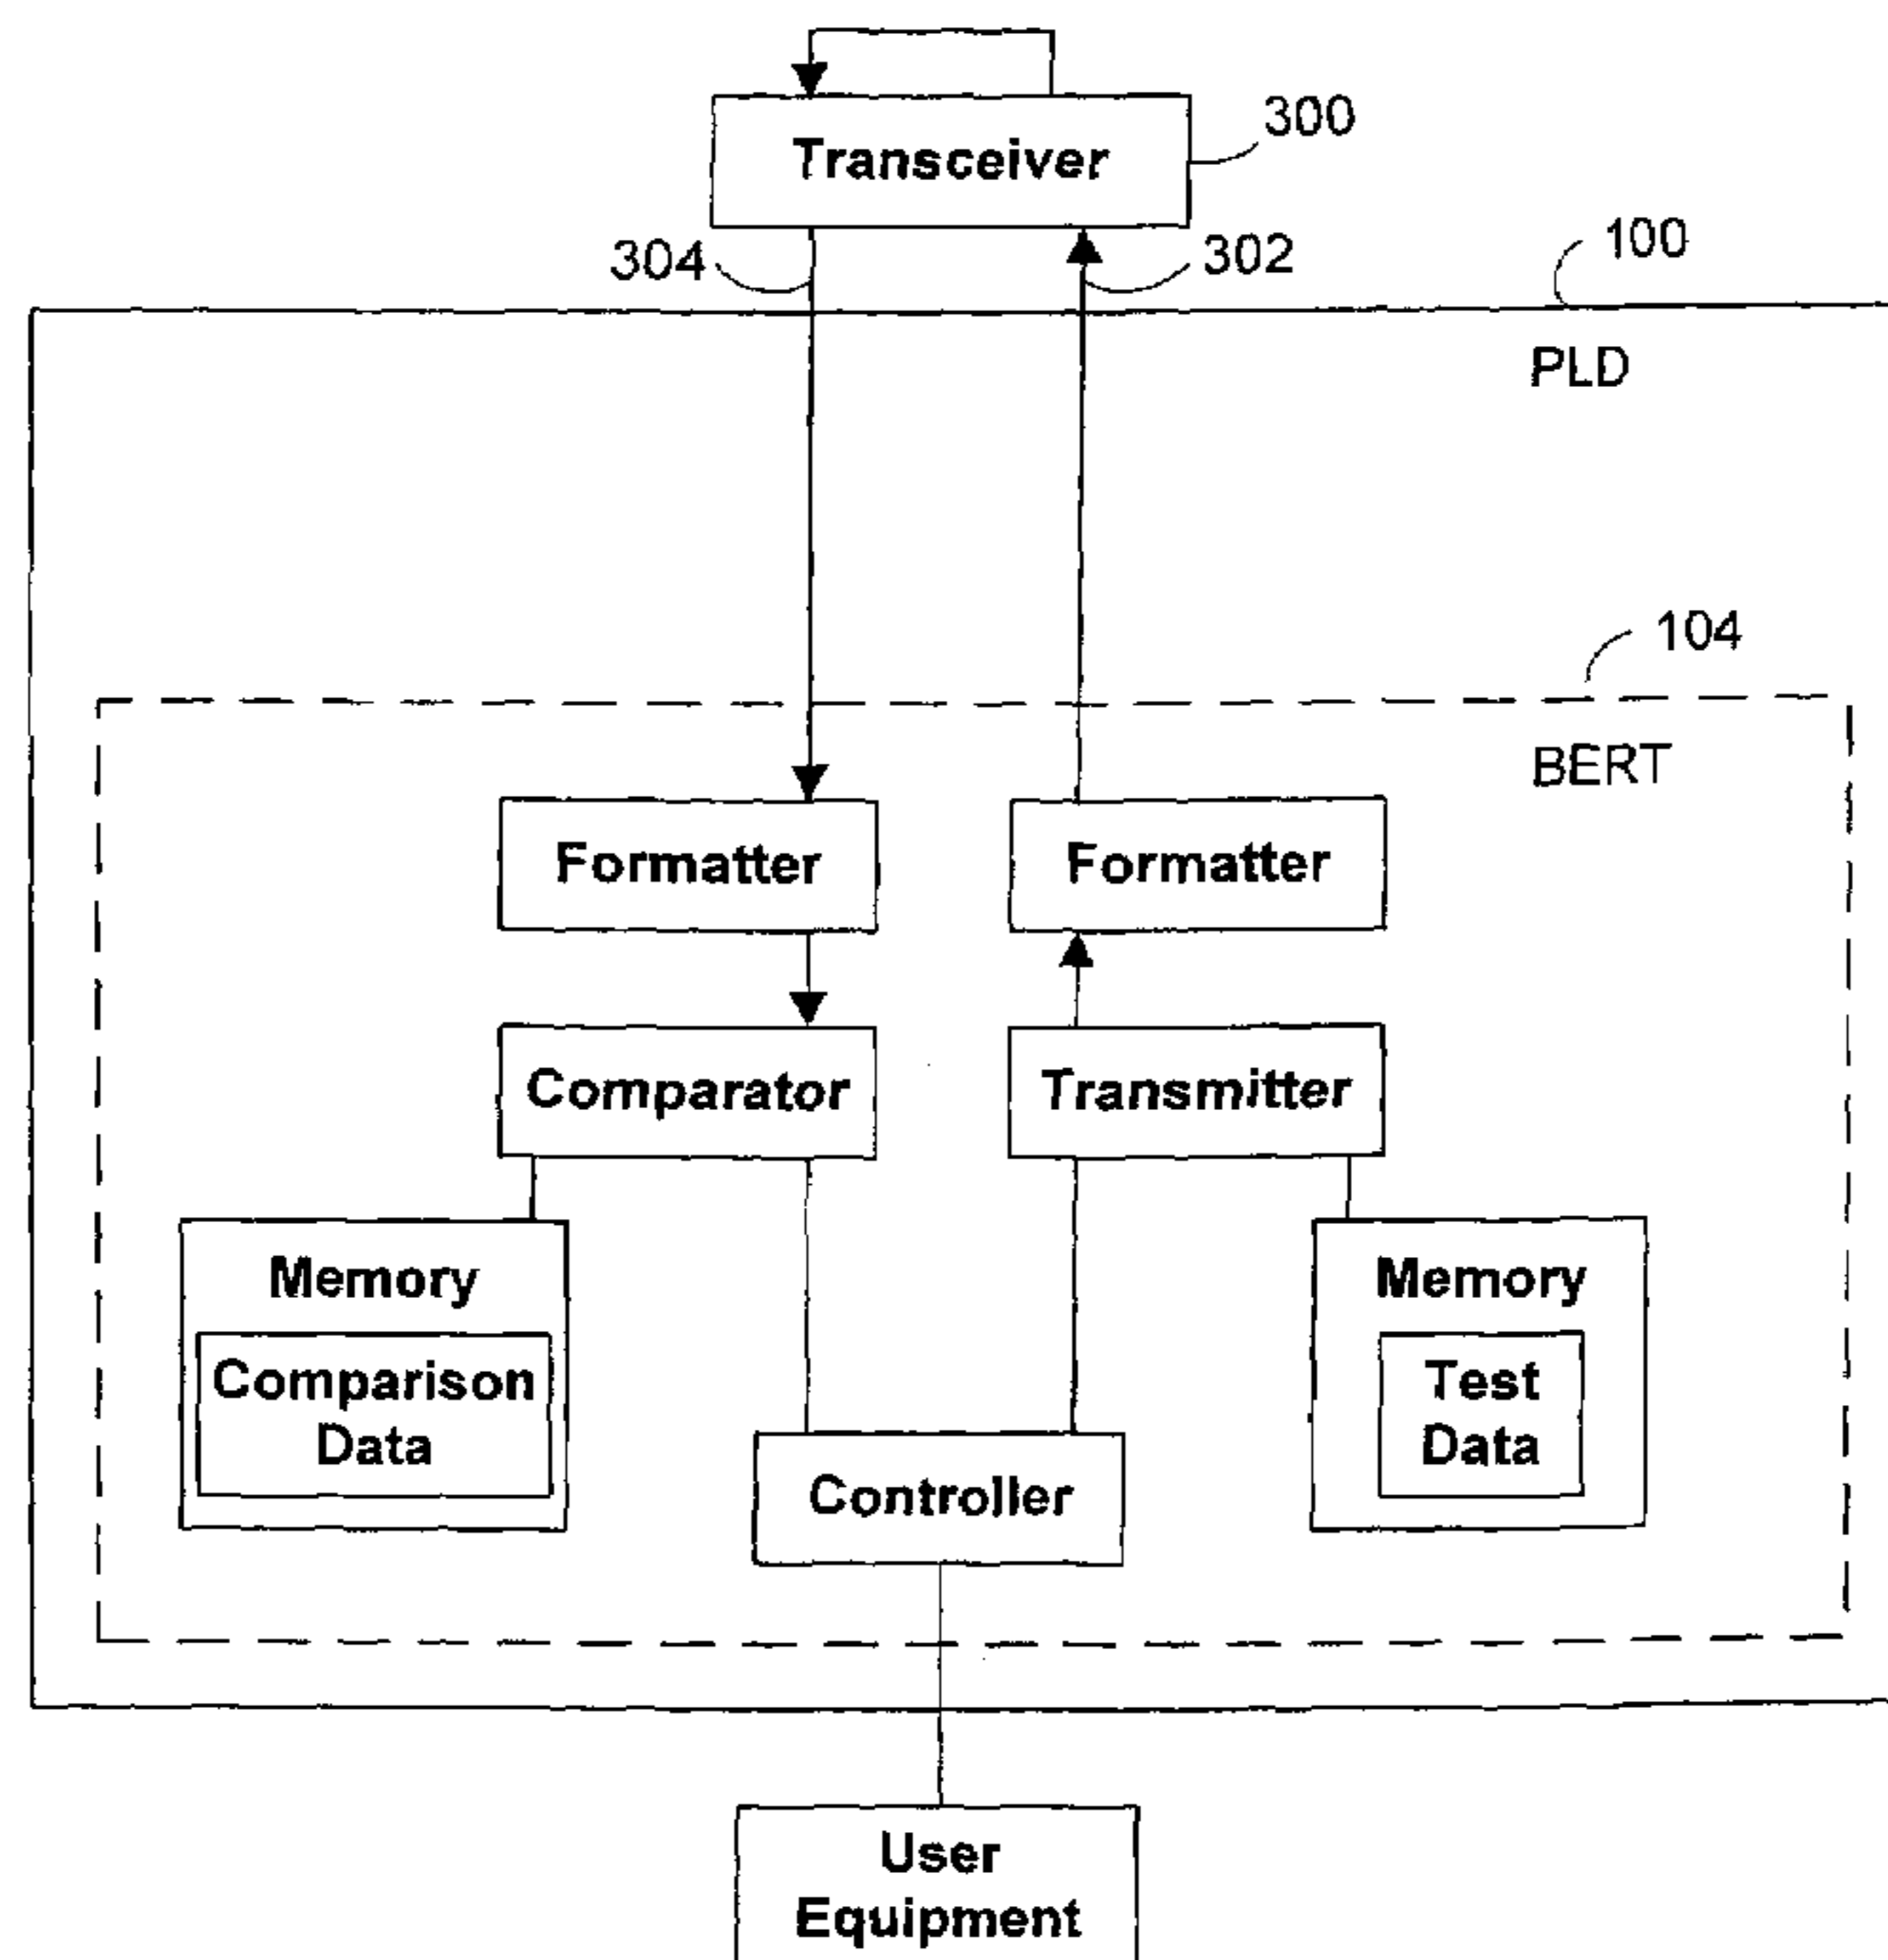 Transceiver
300
304
302
100
PLD
104
BERT
Formatter
Formatter
Comparator
Transmitter
Memory
Comparison
Data
Memory
Test
Data
Controller
User
Equipment